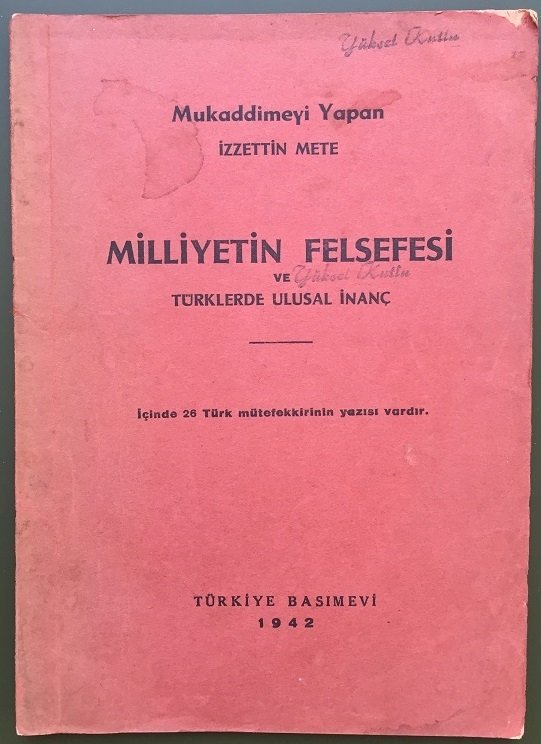 Yüksel Kutlu
Mukaddimeyi Yapan
İZZETTİN METE
MİLLİYETİN FELSEFESİ
VE
Yüksel Kutlu
TÜRKLERDE ULUSAL İNANÇ
İçinde 26 Türk mütefekkirinin yazısı vardır.
TÜRKİYE BASIMEVİ
1942